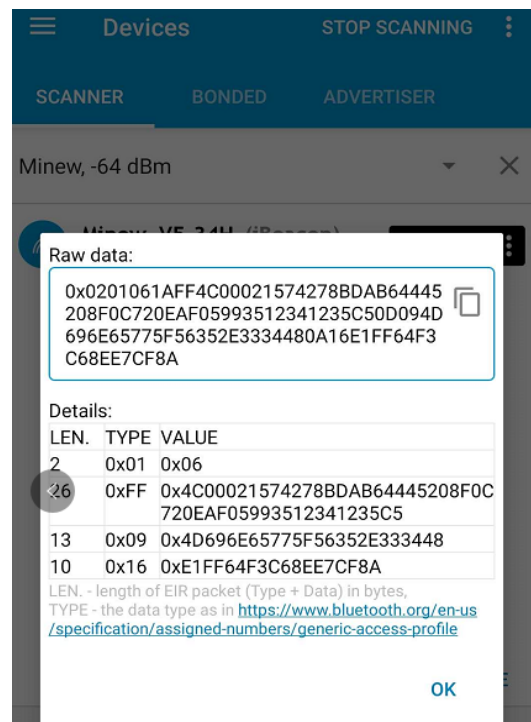 Devices
STOP SCANNING
SCANNER
BONDED
ADVERTISER
Minew, -64 dBm
Raw data:
0x0201061AFF4C00021574278BDAB64445
208F0C720EAF05993512341235C50D094D
696E65775F56352E3334480A16E1FF64F3
C68EE7CF8A
Details:
LEN. TYPE VALUE
2 0x01 0x06
26 0xFF 0x4C00021574278BDAB64445208F0C
720EAF05993512341235C5
13 0x09 0x4D696E65775F56352E333448
10 0x16 0xE1FF64F3C68EE7CF8A
LEN. - length of EIR packet (Type + Data) in bytes,
TYPE - the data type as in https://www.bluetooth.org/en-us
/specification/assigned-numbers/generic-access-profile
OK